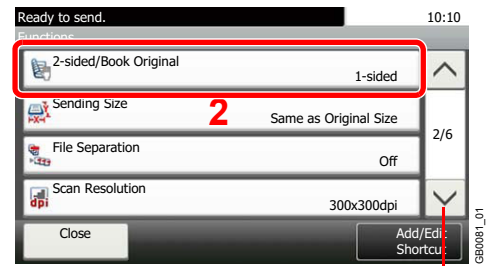 Ready to send. 10:10
Functions
2-sided/Book Original
1-sided
Sending Size
2
Same as Original Size
2/6
File Separation
Off
Scan Resolution
dpi
300x300dpi
Close
Add/Edit
Shortcut
GB0081_01